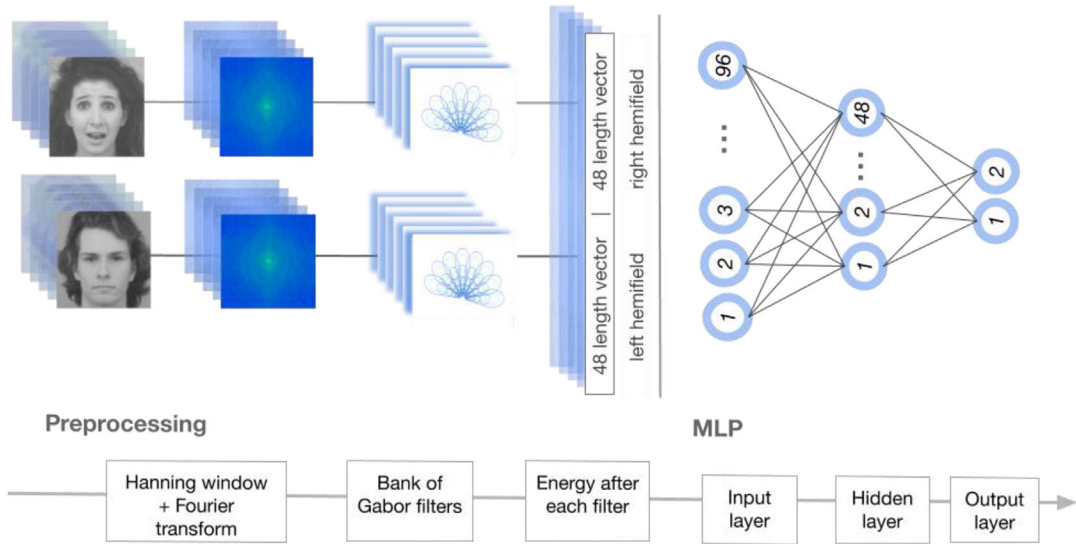 48 length vector | 48 length vector
left hemifield
right hemifield
96
...
3
2
1
48
...
2
1
2
1
Preprocessing
MLP
Hanning window
+ Fourier
transform
Bank of
Gabor filters
Energy after
each filter
Input
layer
Hidden
layer
Output
layer